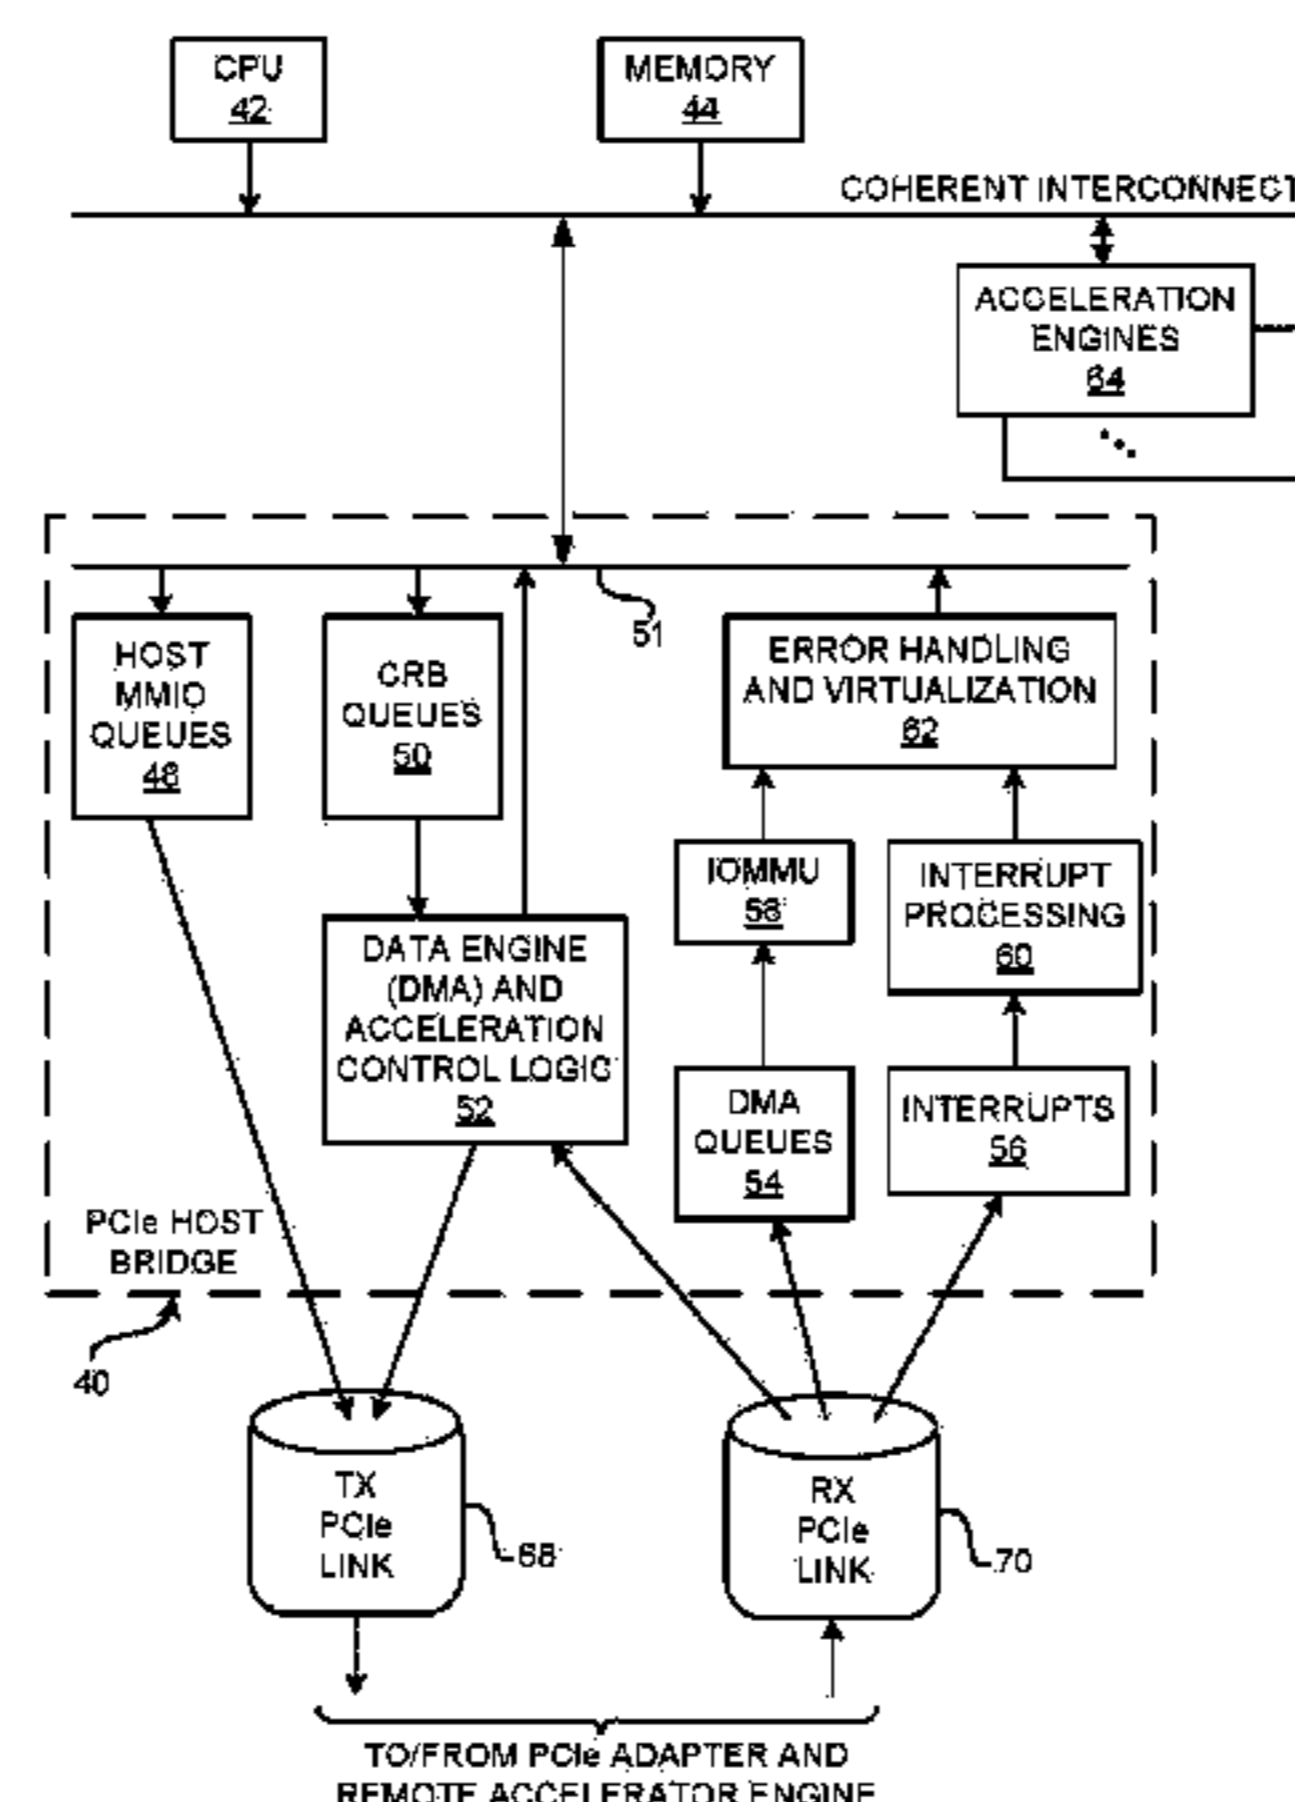 CPU
42
MEMORY
44
COHERENT INTERCONNECT
ACCELERATION
ENGINES
64
51
HOST
MMIO
QUEUES
48
CRB
QUEUES
50
ERROR HANDLING
AND VIRTUALIZATION
62
IOMMU
58
INTERRUPT
PROCESSING
60
DATA ENGINE
(DMA) AND
ACCELERATION
CONTROL LOGIC
52
DMA
QUEUES
54
INTERRUPTS
56
PCIe HOST
BRIDGE
40
TX
PCIe
LINK
68
RX
PCIe
LINK
70
TO/FROM PCIe ADAPTER AND
REMOTE ACCELERATOR ENGINE